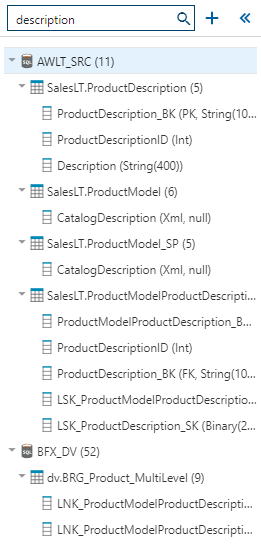 description
AWLT_SRC (11)
SalesLT.ProductDescription (5)
ProductDescription_BK (PK, String(10...
ProductDescriptionID (Int)
Description (String(400))
SalesLT.ProductModel (6)
CatalogDescription (Xml, null)
SalesLT.ProductModel_SP (5)
CatalogDescription (Xml, null)
SalesLT.ProductModelProductDescripti...
ProductModelProductDescription_B...
ProductDescriptionID (Int)
ProductDescription_BK (FK, String(10...
LSK_ProductModelProductDescriptio...
LSK_ProductDescription_SK (Binary(2...
BFX_DV (52)
dv.BRG_Product_MultiLevel (9)
LNK_ProductModelProductDescripti...
LNK_ProductModelProductDescripti...